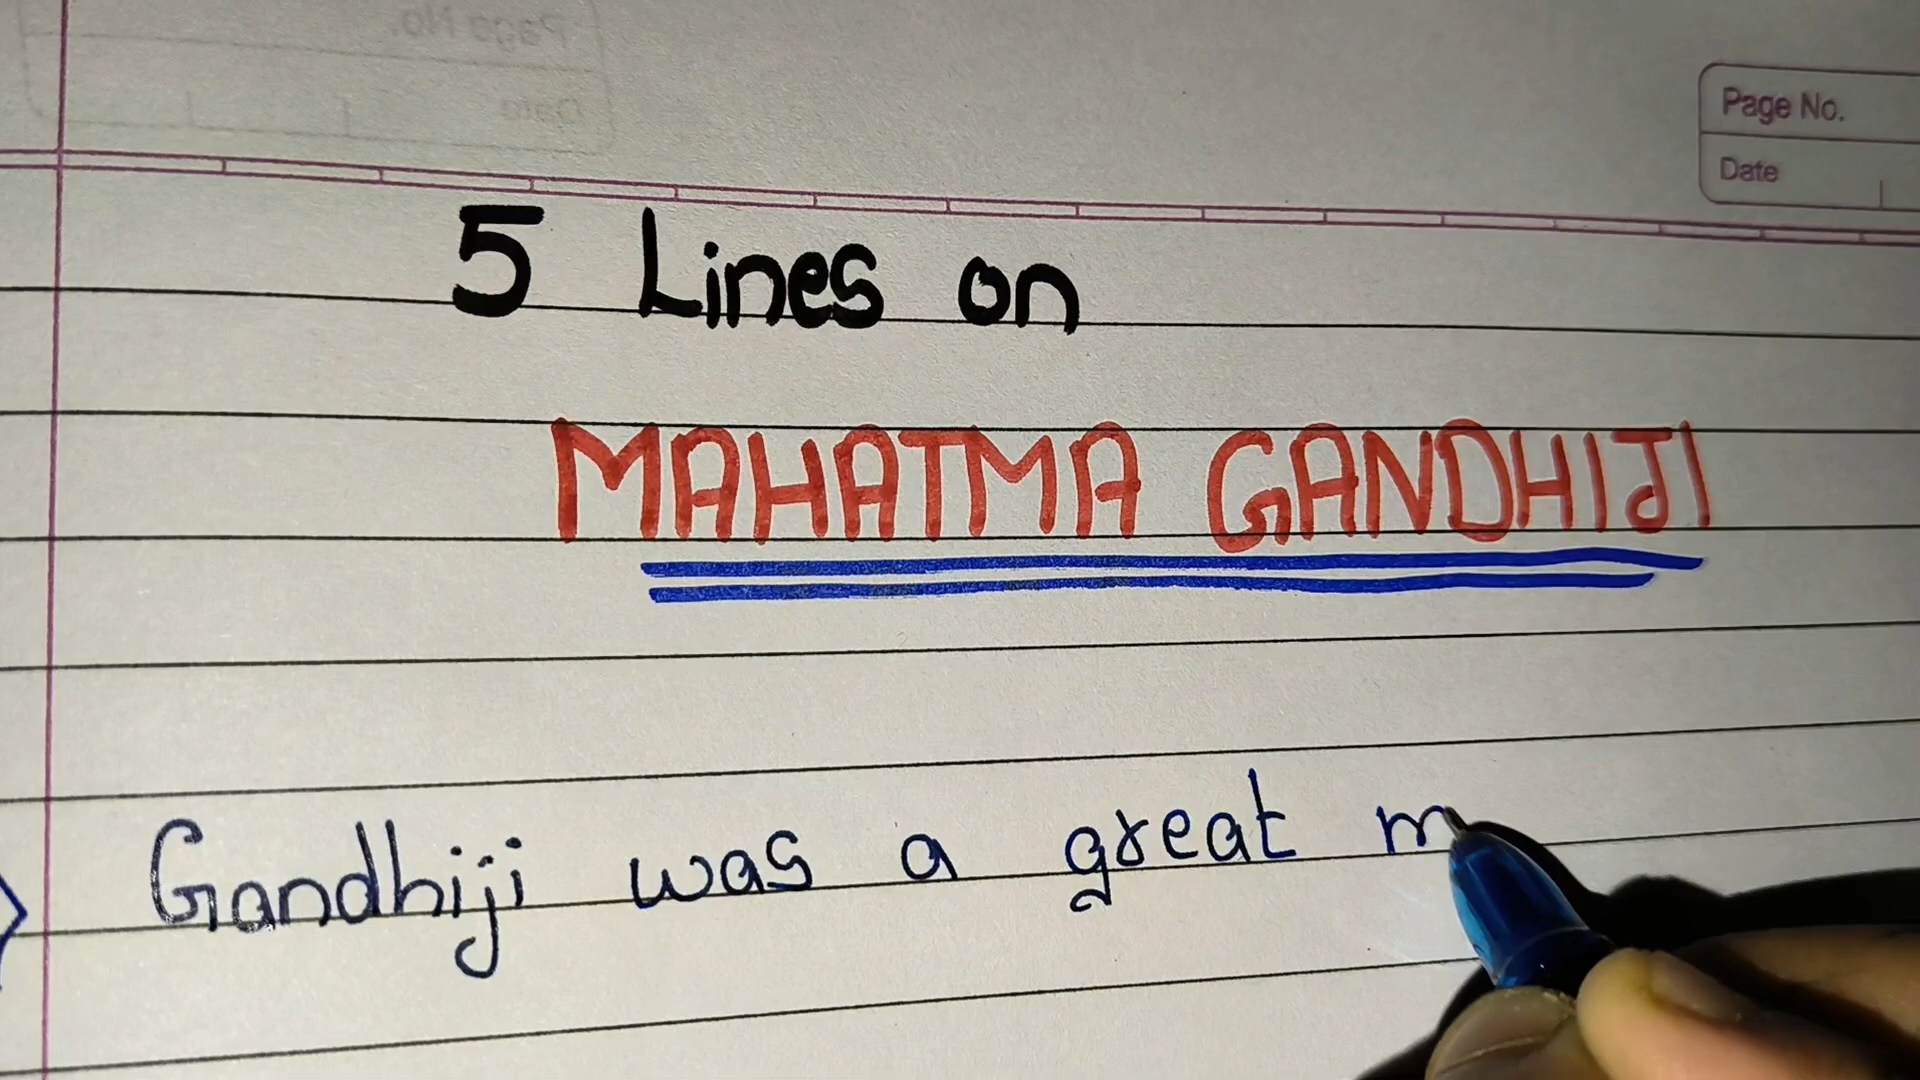 Page No.
Date
5 Lines on
MAHATMA GANDHIJI
Gandhiji was a great m